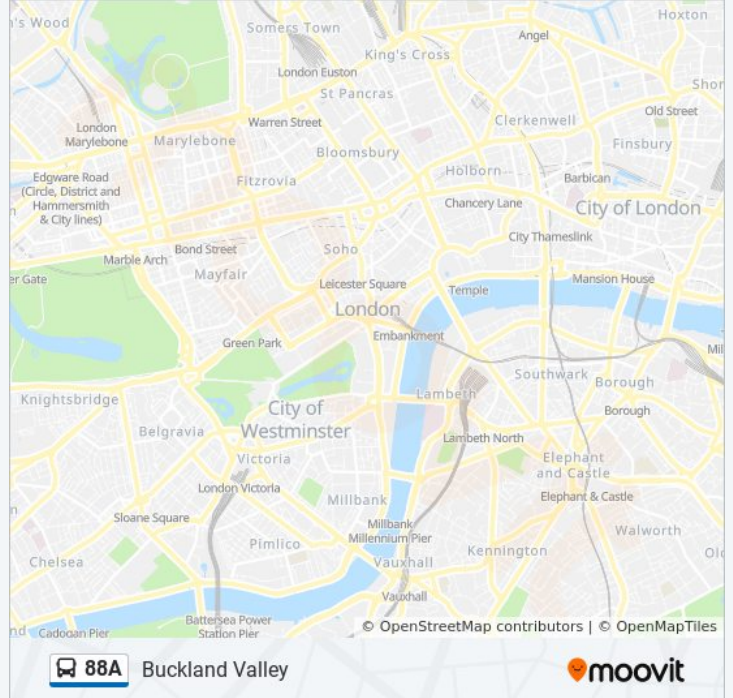 's Wood
Somers Town
Hoxton
Angel
King's Cross
London Euston
St Pancras
Shor
Old Street
Clerkenwell
Warren Street
London
Marylebone
Marylebone
Finsbury
Bloomsbury
Holborn
Edgware Road
(Circle, District and
Hammersmith
& City lines)
Fitzrovia
Barbican
Chancery Lane
City of London
City Thameslink
Soho
Bond Street
Marble Arch
Mayfair
er Gate
Leicester Square
Mansion House
Temple
London
Embankment
Green Park
Mil
Southwark
Borough
Knightsbridge
Lambeth
City of
Westminster
Borough
Belgravia
Lambeth North
Victoria
Elephant
and Castle
London Victoria
Elephant & Castle
Millbank
Sloane Square
Millbank
Millennium Pier
Walworth
Pimlico
Kennington
Chelsea
Vauxhall
Vauxhall
Battersea Power
Station Pier
nd
Cadogan Pier
© OpenStreetMap contributors | © OpenMapTiles
88A Buckland Valley
moovit